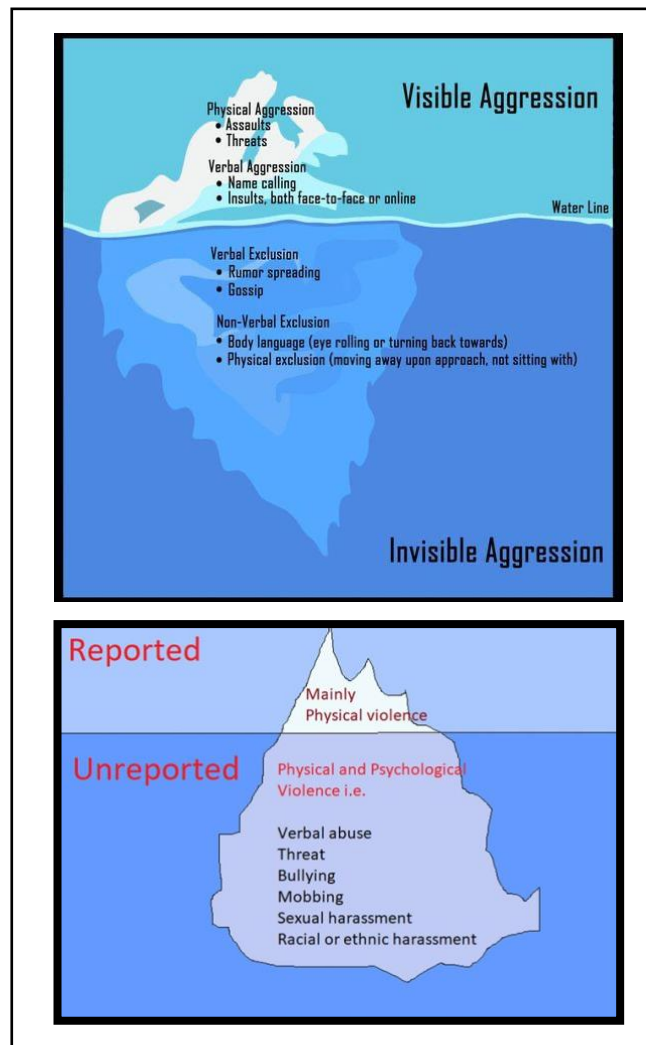 Visible Aggression
Physical Aggression
• Assaults
• Threats
Verbal Aggression
• Name calling
• Insults, both face-to-face or online
Water Line
Verbal Exclusion
• Rumor spreading
• Gossip
Non-Verbal Exclusion
• Body language (eye rolling or turning back towards)
• Physical exclusion (moving away upon approach, not sitting with)
Invisible Aggression
Reported
Mainly
Physical violence
Unreported
Physical and Psychological
Violence i.e.
Verbal abuse
Threat
Bullying
Mobbing
Sexual harassment
Racial or ethnic harassment